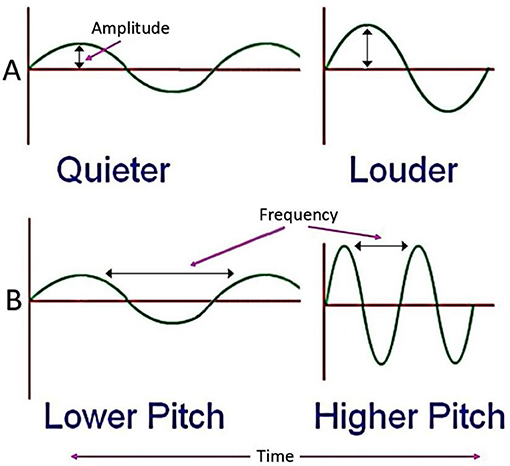 Amplitude
A
Quieter
Louder
Frequency
B
Lower Pitch
Higher Pitch
Time